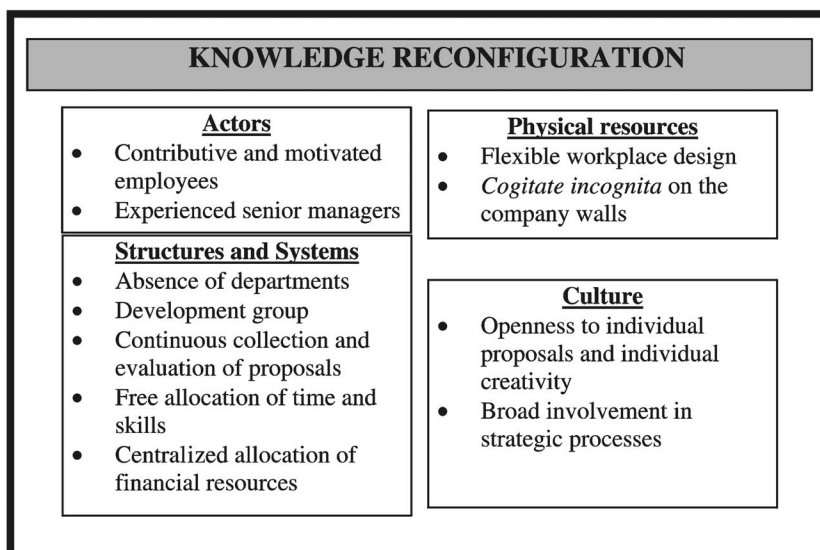 KNOWLEDGE RECONFIGURATION
Actors
• Contributive and motivated
employees
• Experienced senior managers
Structures and Systems
• Absence of departments
• Development group
• Continuous collection and
evaluation of proposals
• Free allocation of time and
skills
• Centralized allocation of
financial resources
Physical resources
• Flexible workplace design
• Cogitate incognita on the
company walls
Culture
• Openness to individual
proposals and individual
creativity
• Broad involvement in
strategic processes